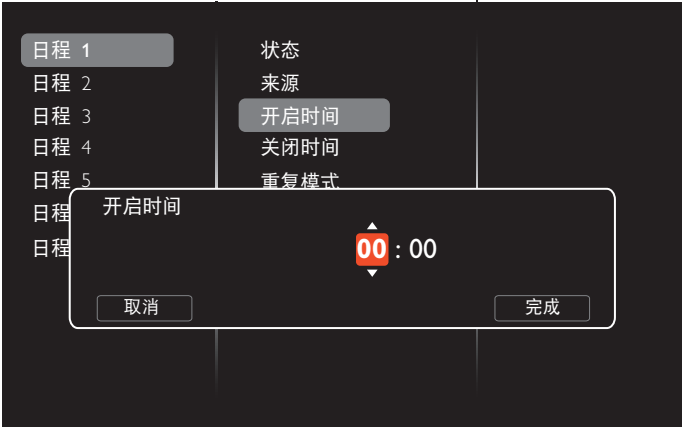 日程 1
日程 2
日程 3
日程 4
日程 5
日程
日程
状态
来源
开启时间
关闭时间
重复模式
开启时间
00 : 00
取消
完成